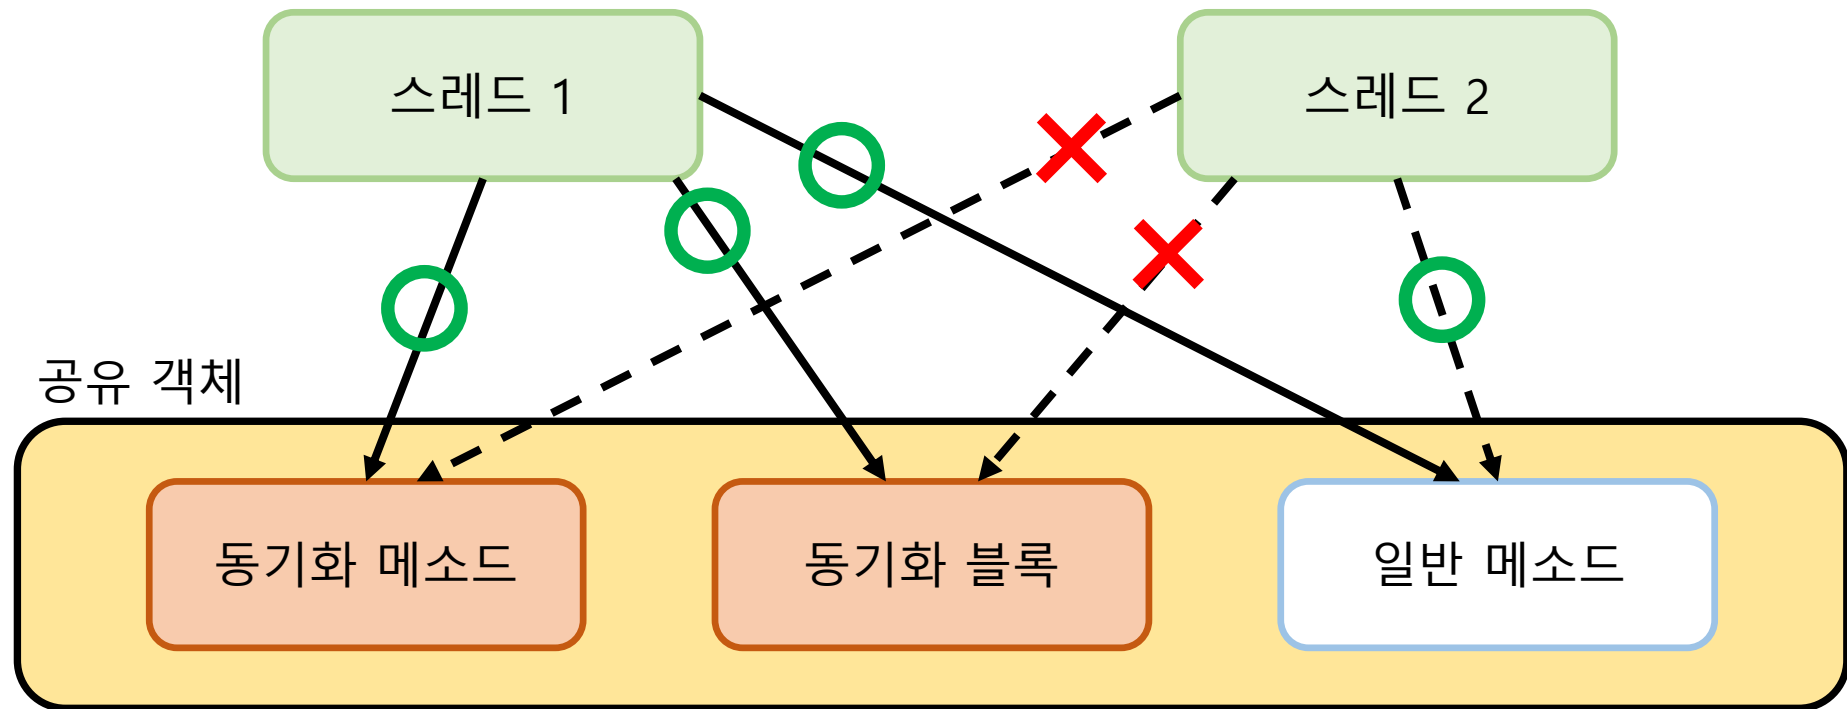 스레드 1
스레드 2
공유 객체
동기화 메소드
동기화 블록
일반 메소드